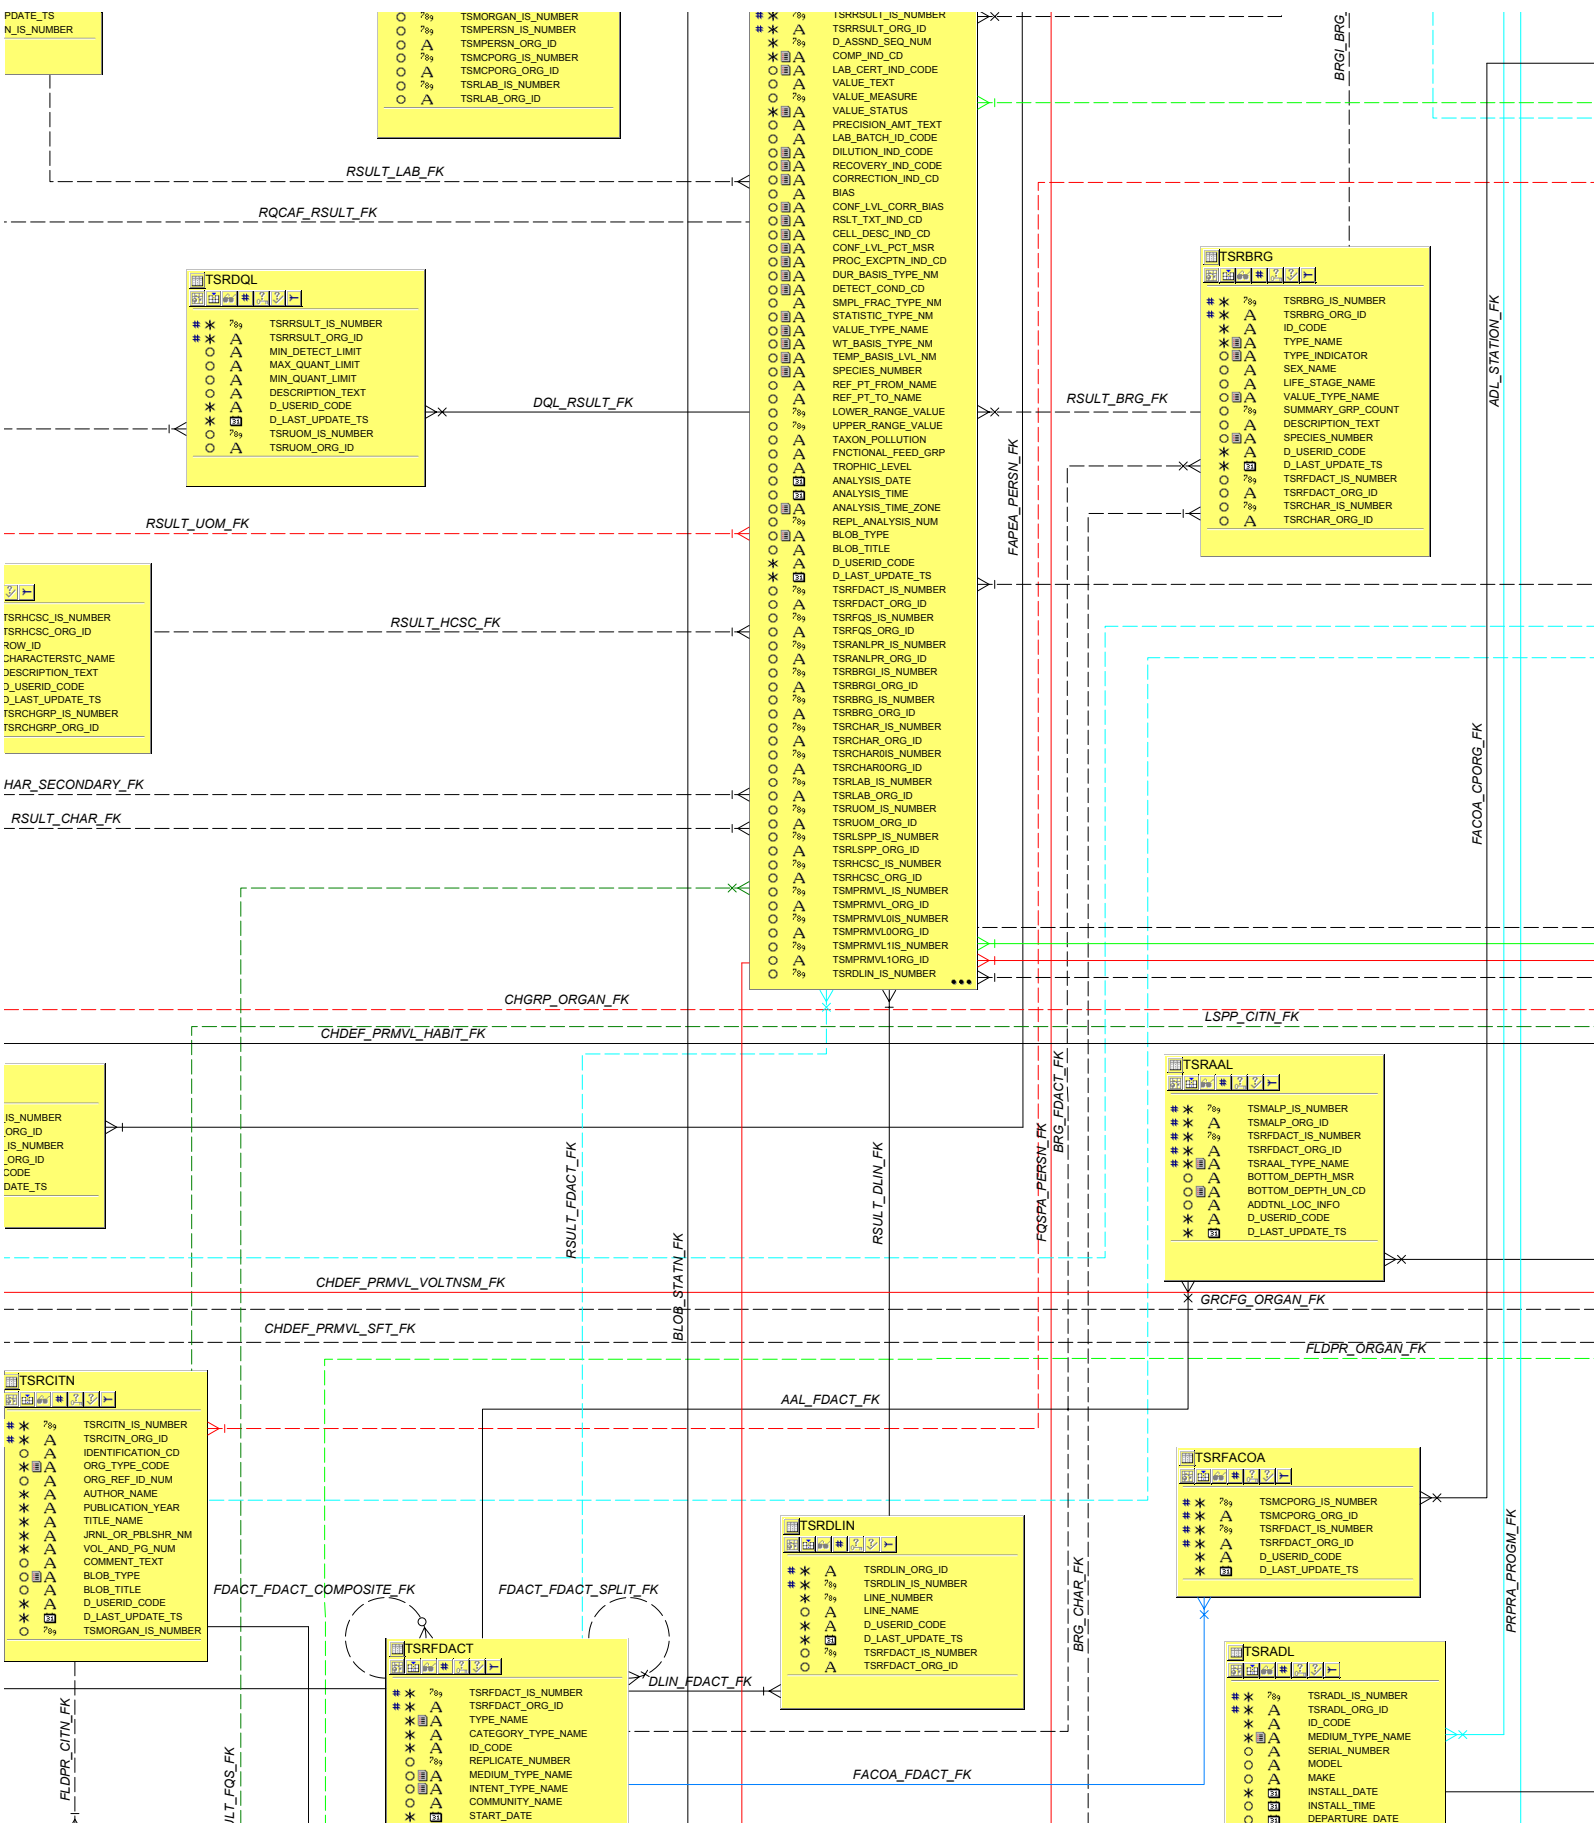 PDATE_TS
N_IS_NUMBER
TSMORGAN_IS_NUMBER
TSMPERSN_IS_NUMBER
TSMPERSN_ORG_ID
TSMCPORG_IS_NUMBER
TSMCPORG_ORG_ID
TSRLAB_IS_NUMBER
TSRLAB_ORG_ID
TSRRSULT_IS_NUMBER
TSRRSULT_ORG_ID
D_ASSND_SEQ_NUM
COMP_IND_CD
LAB_CERT_IND_CODE
VALUE_TEXT
VALUE_MEASURE
VALUE_STATUS
PRECISION_AMT_TEXT
LAB_BATCH_ID_CODE
DILUTION_IND_CODE
RECOVERY_IND_CODE
CORRECTION_IND_CD
BIAS
CONF_LVL_CORR_BIAS
RSLT_TXT_IND_CD
CELL_DESC_IND_CD
CONF_LVL_PCT_MSR
PROC_EXCPTN_IND_CD
DUR_BASIS_TYPE_NM
DETECT_COND_CD
SMPL_FRAC_TYPE_NM
STATISTIC_TYPE_NM
VALUE_TYPE_NAME
WT_BASIS_TYPE_NM
TEMP_BASIS_LVL_NM
SPECIES_NUMBER
REF_PT_FROM_NAME
REF_PT_TO_NAME
LOWER_RANGE_VALUE
UPPER_RANGE_VALUE
TAXON_POLLUTION
FNCTIONAL_FEED_GRP
TROPHIC_LEVEL
ANALYSIS_DATE
ANALYSIS_TIME
ANALYSIS_TIME_ZONE
REPL_ANALYSIS_NUM
BLOB_TYPE
BLOB_TITLE
D_USERID_CODE
D_LAST_UPDATE_TS
TSRFDACT_IS_NUMBER
TSRFDACT_ORG_ID
TSRFQS_IS_NUMBER
TSRFQS_ORG_ID
TSRANLPR_IS_NUMBER
TSRANLPR_ORG_ID
TSRBRGI_IS_NUMBER
TSRBRGI_ORG_ID
TSRBRG_IS_NUMBER
TSRBRG_ORG_ID
TSRCHAR_IS_NUMBER
TSRCHAR_ORG_ID
TSRCHAR0IS_NUMBER
TSRCHAR0ORG_ID
TSRLAB_IS_NUMBER
TSRLAB_ORG_ID
TSRUOM_IS_NUMBER
TSRUOM_ORG_ID
TSRLSPP_IS_NUMBER
TSRLSPP_ORG_ID
TSRHCSC_IS_NUMBER
TSRHCSC_ORG_ID
TSMPRMVL_IS_NUMBER
TSMPRMVL_ORG_ID
TSMPRMVL0IS_NUMBER
TSMPRMVL0ORG_ID
TSMPRMVL1IS_NUMBER
TSMPRMVL1ORG_ID
TSRDLIN_IS_NUMBER
BRGI_BRG
RSULT_LAB_FK
RQCAF_RSULT_FK
TSRDQL
TSRRSULT_IS_NUMBER
TSRRSULT_ORG_ID
MIN_DETECT_LIMIT
MAX_QUANT_LIMIT
MIN_QUANT_LIMIT
DESCRIPTION_TEXT
D_USERID_CODE
D_LAST_UPDATE_TS
TSRUOM_IS_NUMBER
TSRUOM_ORG_ID
DQL_RSULT_FK
RSULT_BRG_FK
TSRBRG
TSRBRG_IS_NUMBER
TSRBRG_ORG_ID
ID_CODE
TYPE_NAME
TYPE_INDICATOR
SEX_NAME
LIFE_STAGE_NAME
VALUE_TYPE_NAME
SUMMARY_GRP_COUNT
DESCRIPTION_TEXT
SPECIES_NUMBER
D_USERID_CODE
D_LAST_UPDATE_TS
TSRFDACT_IS_NUMBER
TSRFDACT_ORG_ID
TSRCHAR_IS_NUMBER
TSRCHAR_ORG_ID
ADL_STATION_FK
FAPEA_PERSN_FK
RSULT_UOM_FK
TSRHCSC_IS_NUMBER
TSRHCSC_ORG_ID
ROW_ID
CHARACTERSTC_NAME
DESCRIPTION_TEXT
D_USERID_CODE
D_LAST_UPDATE_TS
TSRCHGRP_IS_NUMBER
TSRCHGRP_ORG_ID
RSULT_HCSC_FK
FACOA_CPORG_FK
HAR_SECONDARY_FK
RSULT_CHAR_FK
CHGRP_ORGAN_FK
LSPP_CITN_FK
CHDEF_PRMVL_HABIT_FK
IS_NUMBER
ORG_ID
IS_NUMBER
ORG_ID
CODE
DATE_TS
RSULT_FDACT_FK
BLOB_STATN_FK
RSULT_DLIN_FK
FQSPA_PERSN_FK
BRG_FDACT_FK
TSRAAL
TSMALP_IS_NUMBER
TSMALP_ORG_ID
TSRFDACT_IS_NUMBER
TSRFDACT_ORG_ID
TSRAAL_TYPE_NAME
BOTTOM_DEPTH_MSR
BOTTOM_DEPTH_UN_CD
ADDTNL_LOC_INFO
D_USERID_CODE
D_LAST_UPDATE_TS
CHDEF_PRMVL_VOLTNSM_FK
GRCFG_ORGAN_FK
CHDEF_PRMVL_SFT_FK
FLDPR_ORGAN_FK
AAL_FDACT_FK
TSRCITN
TSRCITN_IS_NUMBER
TSRCITN_ORG_ID
IDENTIFICATION_CD
ORG_TYPE_CODE
ORG_REF_ID_NUM
AUTHOR_NAME
PUBLICATION_YEAR
TITLE_NAME
JRNL_OR_PBLSHR_NM
VOL_AND_PG_NUM
COMMENT_TEXT
BLOB_TYPE
BLOB_TITLE
D_USERID_CODE
D_LAST_UPDATE_TS
TSMORGAN_IS_NUMBER
FLDPR_CITN_FK
ULT_FQS_FK
FDACT_FDACT_COMPOSITE_FK
FDACT_FDACT_SPLIT_FK
TSRFDACT
TSRFDACT_IS_NUMBER
TSRFDACT_ORG_ID
TYPE_NAME
CATEGORY_TYPE_NAME
ID_CODE
REPLICATE_NUMBER
MEDIUM_TYPE_NAME
INTENT_TYPE_NAME
COMMUNITY_NAME
START_DATE
DLIN_FDACT_FK
TSRDLIN
TSRDLIN_ORG_ID
TSRDLIN_IS_NUMBER
LINE_NUMBER
LINE_NAME
D_USERID_CODE
D_LAST_UPDATE_TS
TSRFDACT_IS_NUMBER
TSRFDACT_ORG_ID
FACOA_FDACT_FK
BRG_CHAR_FK
TSRFACOA
TSMCPORG_IS_NUMBER
TSMCPORG_ORG_ID
TSRFDACT_IS_NUMBER
TSRFDACT_ORG_ID
D_USERID_CODE
D_LAST_UPDATE_TS
PRPRA_PROGM_FK
TSRADL
TSRADL_IS_NUMBER
TSRADL_ORG_ID
ID_CODE
MEDIUM_TYPE_NAME
SERIAL_NUMBER
MODEL
MAKE
INSTALL_DATE
INSTALL_TIME
DEPARTURE_DATE